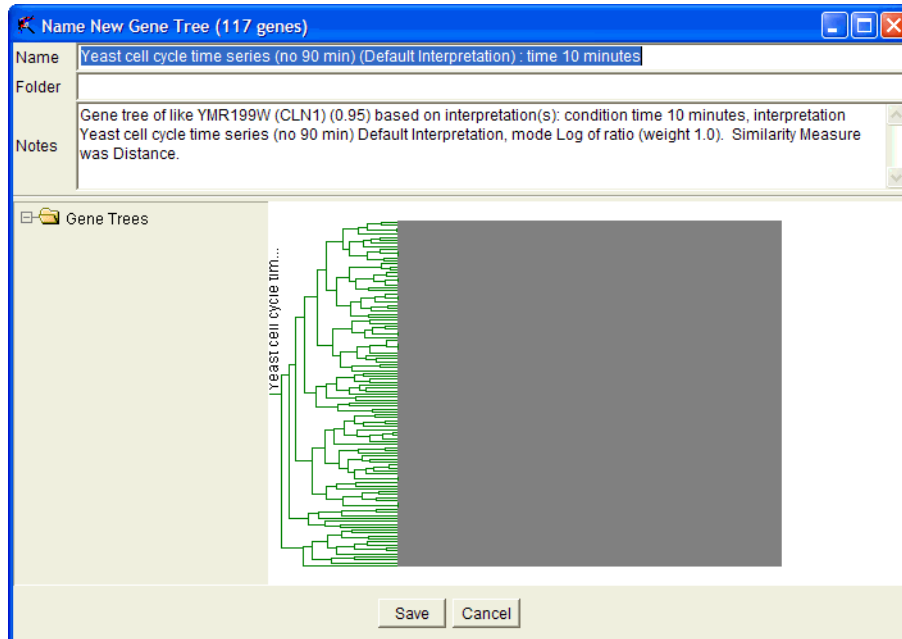 Name New Gene Tree (117 genes)
Name Yeast cell cycle time series (no 90 min) (Default Interpretation) : time 10 minutes
Folder
Notes
Gene tree of like YMR199W (CLN1) (0.95) based on interpretation(s): condition time 10 minutes, interpretation
Yeast cell cycle time series (no 90 min) Default Interpretation, mode Log of ratio (weight 1.0).  Similarity Measure
was Distance.
Gene Trees
Yeast cell cycle tim...
Save Cancel